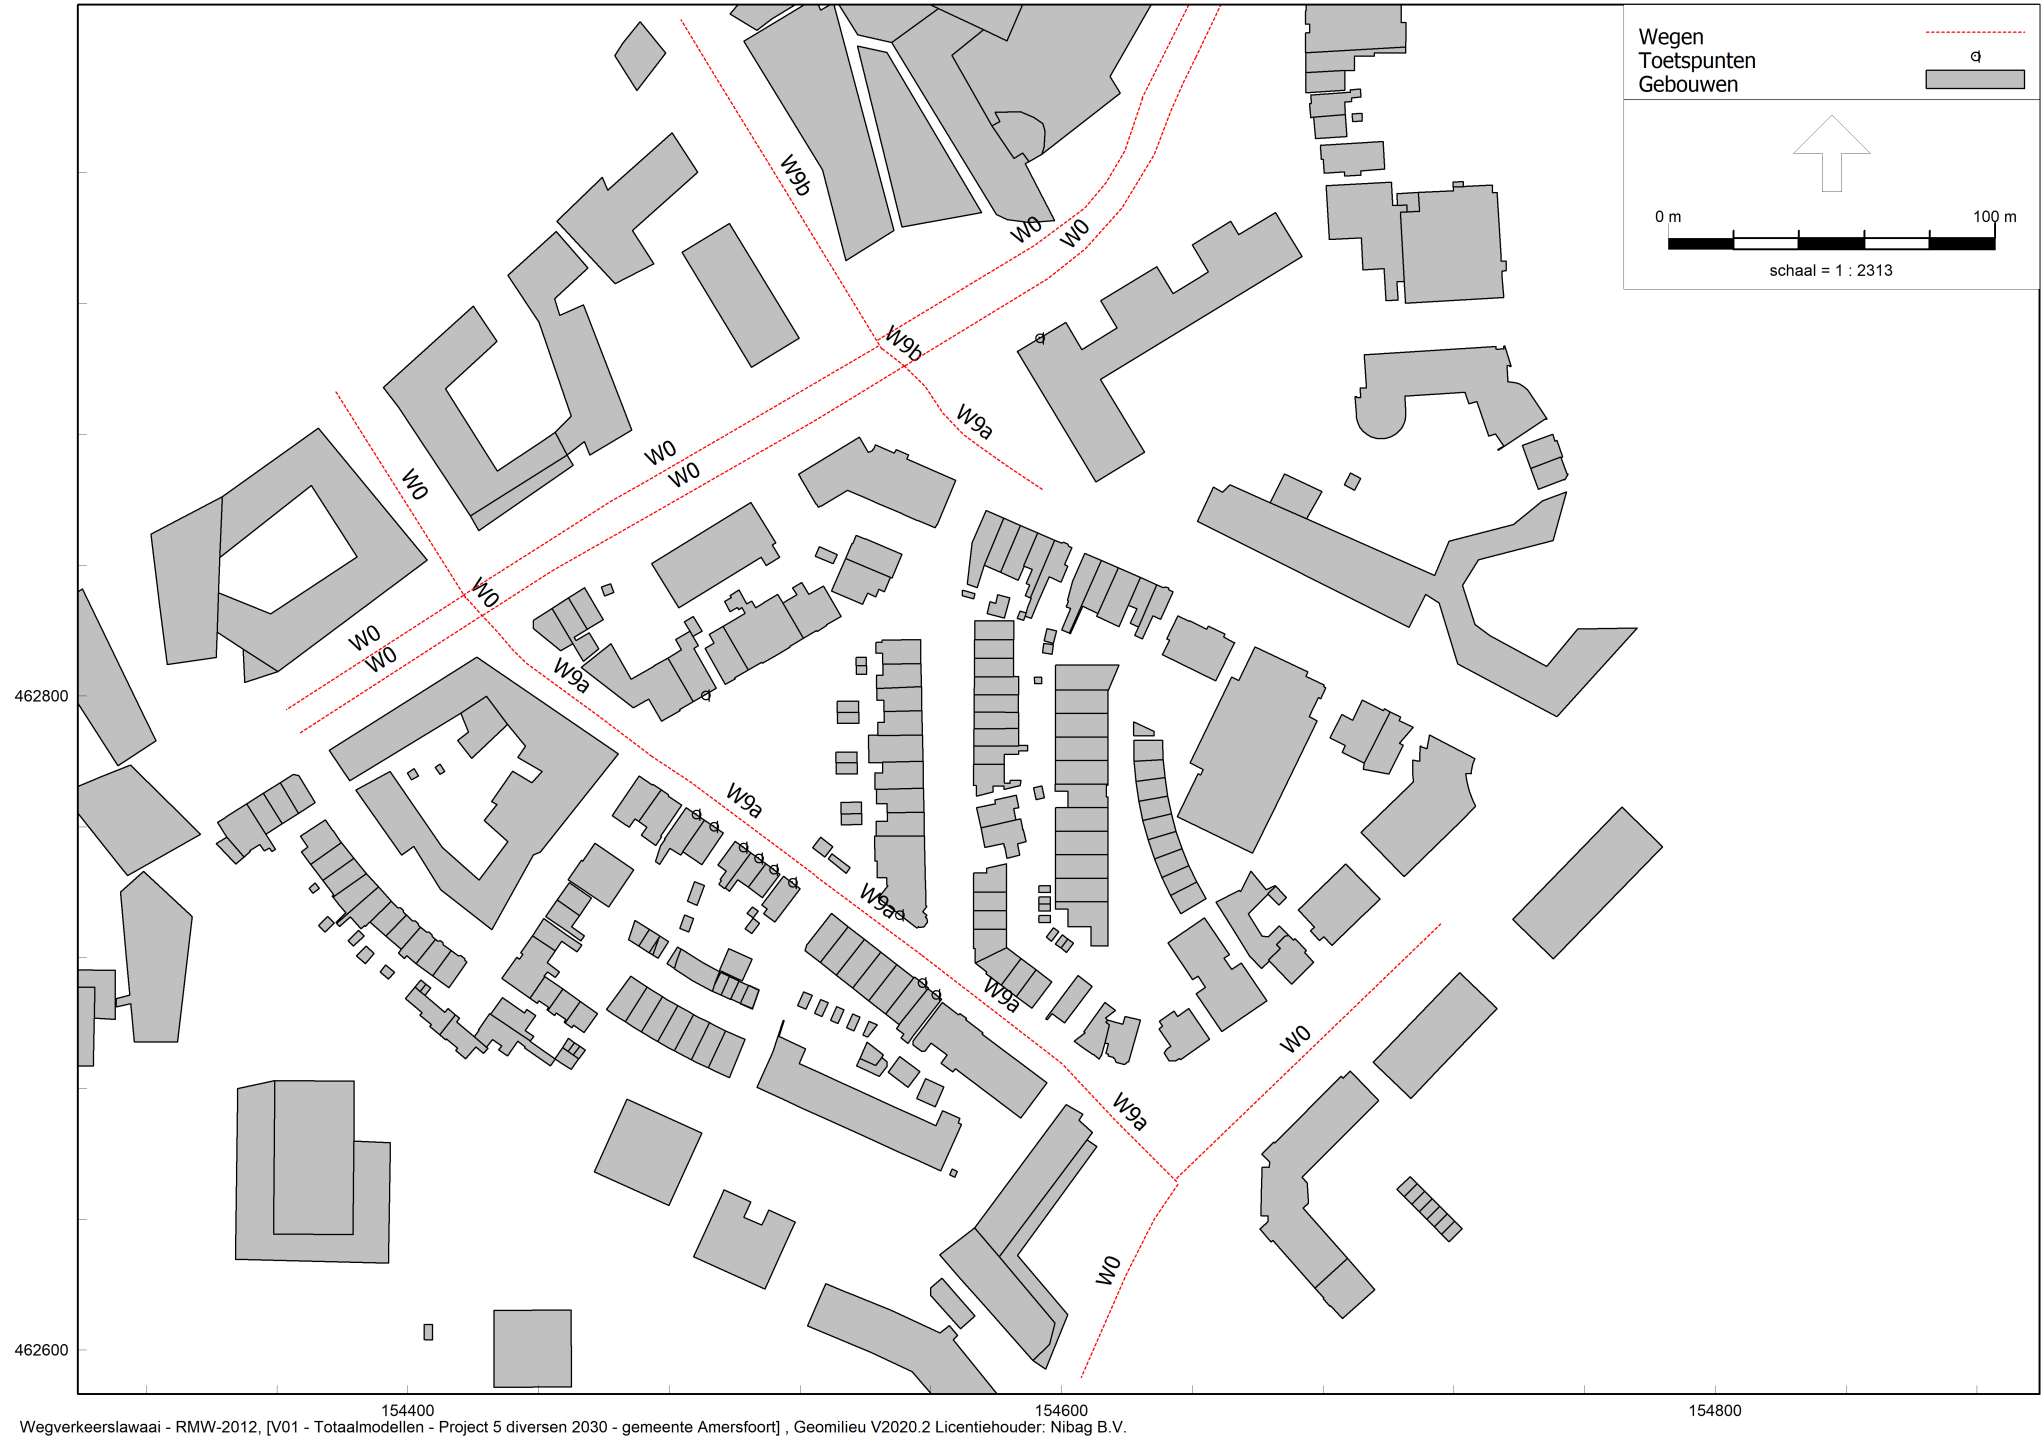 Wegen
Toetspunten
Gebouwen
0 m 100 m
schaal = 1 : 2313
W9b
W0
W0
W9b
W9a
W0
W0
W0
W0
W0
W0
W9a
W9a
W9a
W9a
W0
W9a
W0
462800
462600
154400 154600 154800
Wegverkeerslawaai - RMW-2012, [V01 - Totaalmodellen - Project 5 diversen 2030 - gemeente Amersfoort] , Geomilieu V2020.2 Licentiehouder: Nibag B.V.